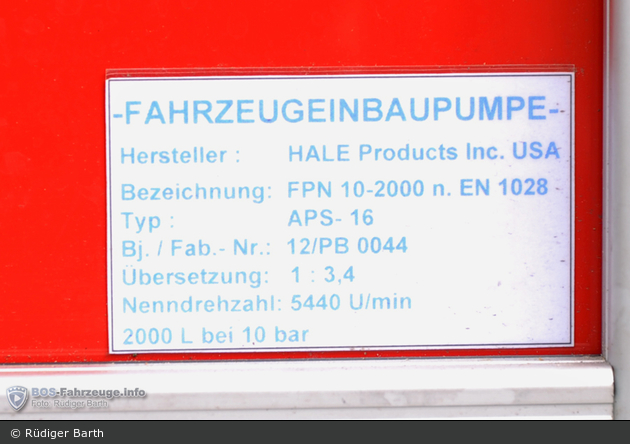 -FAHRZEUGEINBAUPUMPE-
Hersteller : HALE Products Inc. USA
Bezeichnung: FPN 10-2000 n. EN 1028
Typ : APS- 16
Bj. / Fab.- Nr.: 12/PB 0044
Übersetzung: 1 : 3,4
Nenndrehzahl: 5440 U/min
2000 L bei 10 bar
BOS-Fahrzeuge.info
Foto: Rüdiger Barth
© Rüdiger Barth